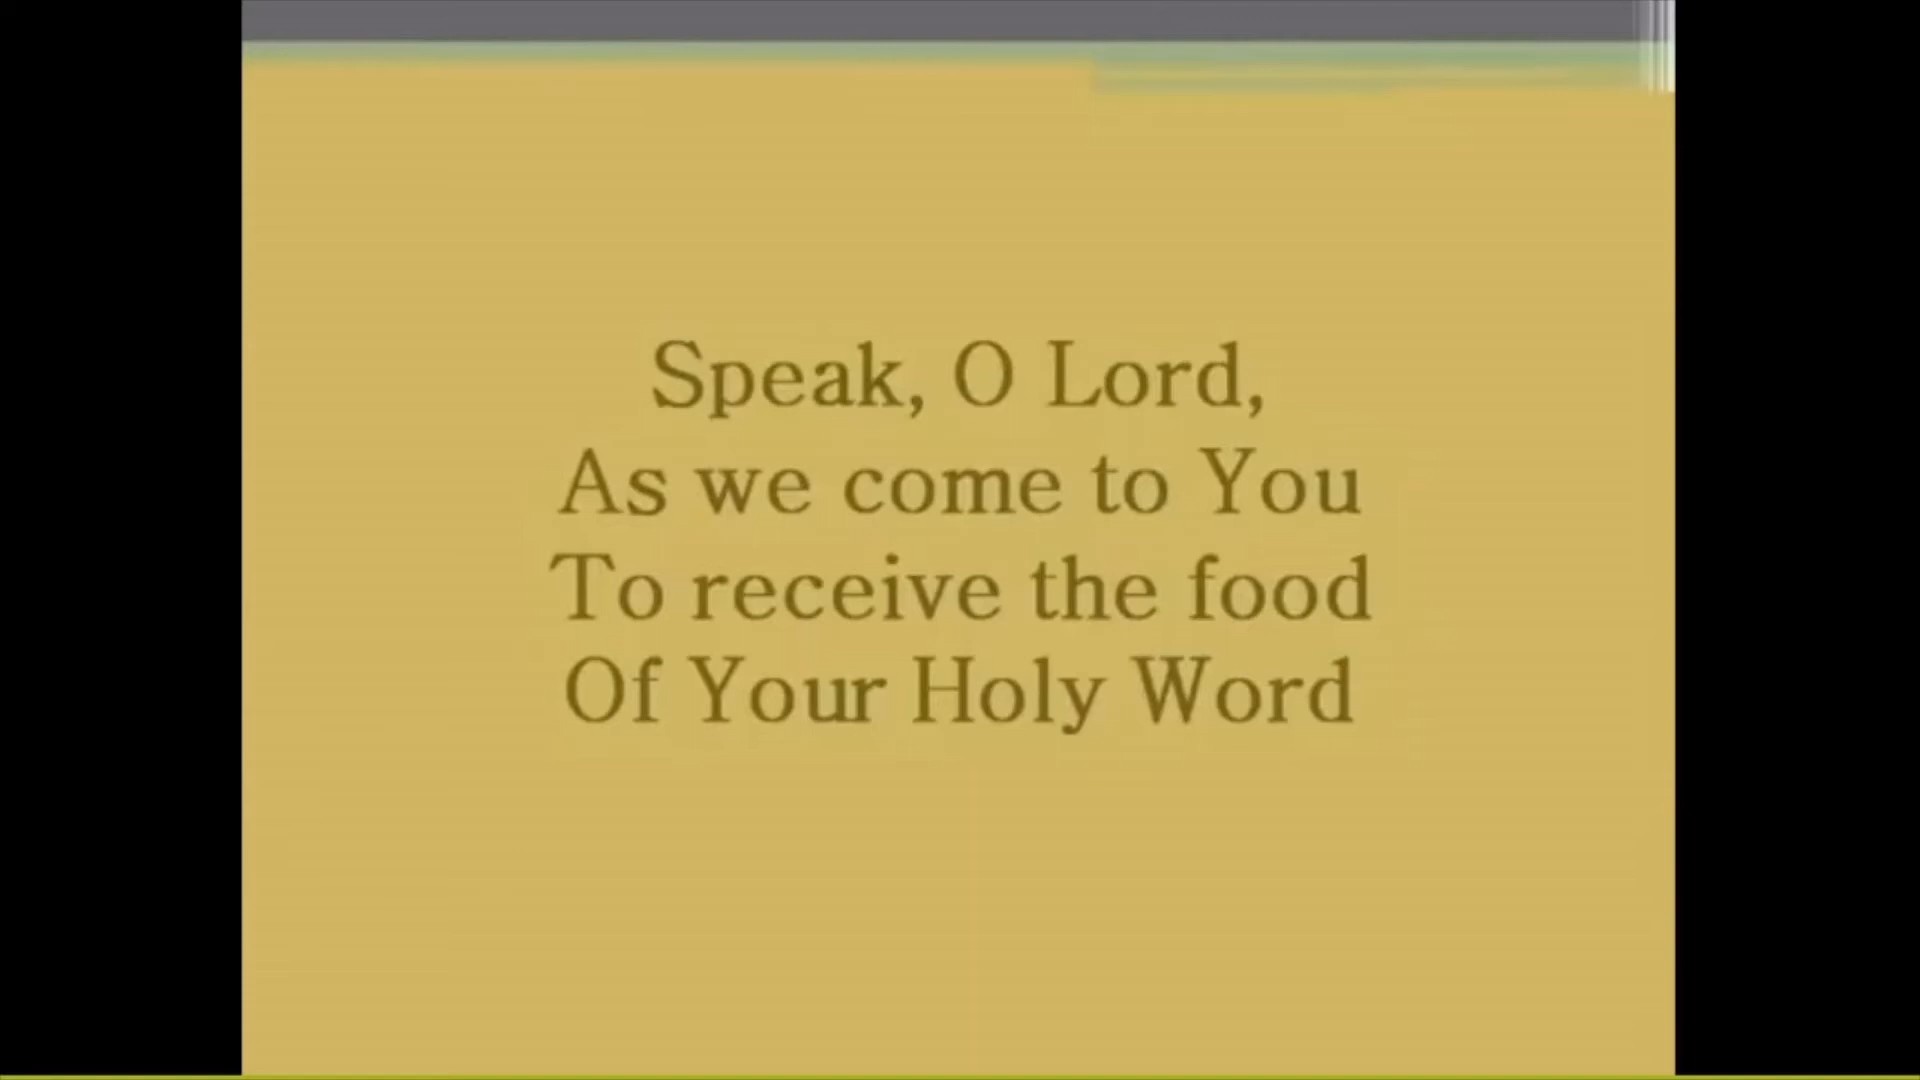 Speak, O Lord,
As we come to You
To receive the food
Of Your Holy Word